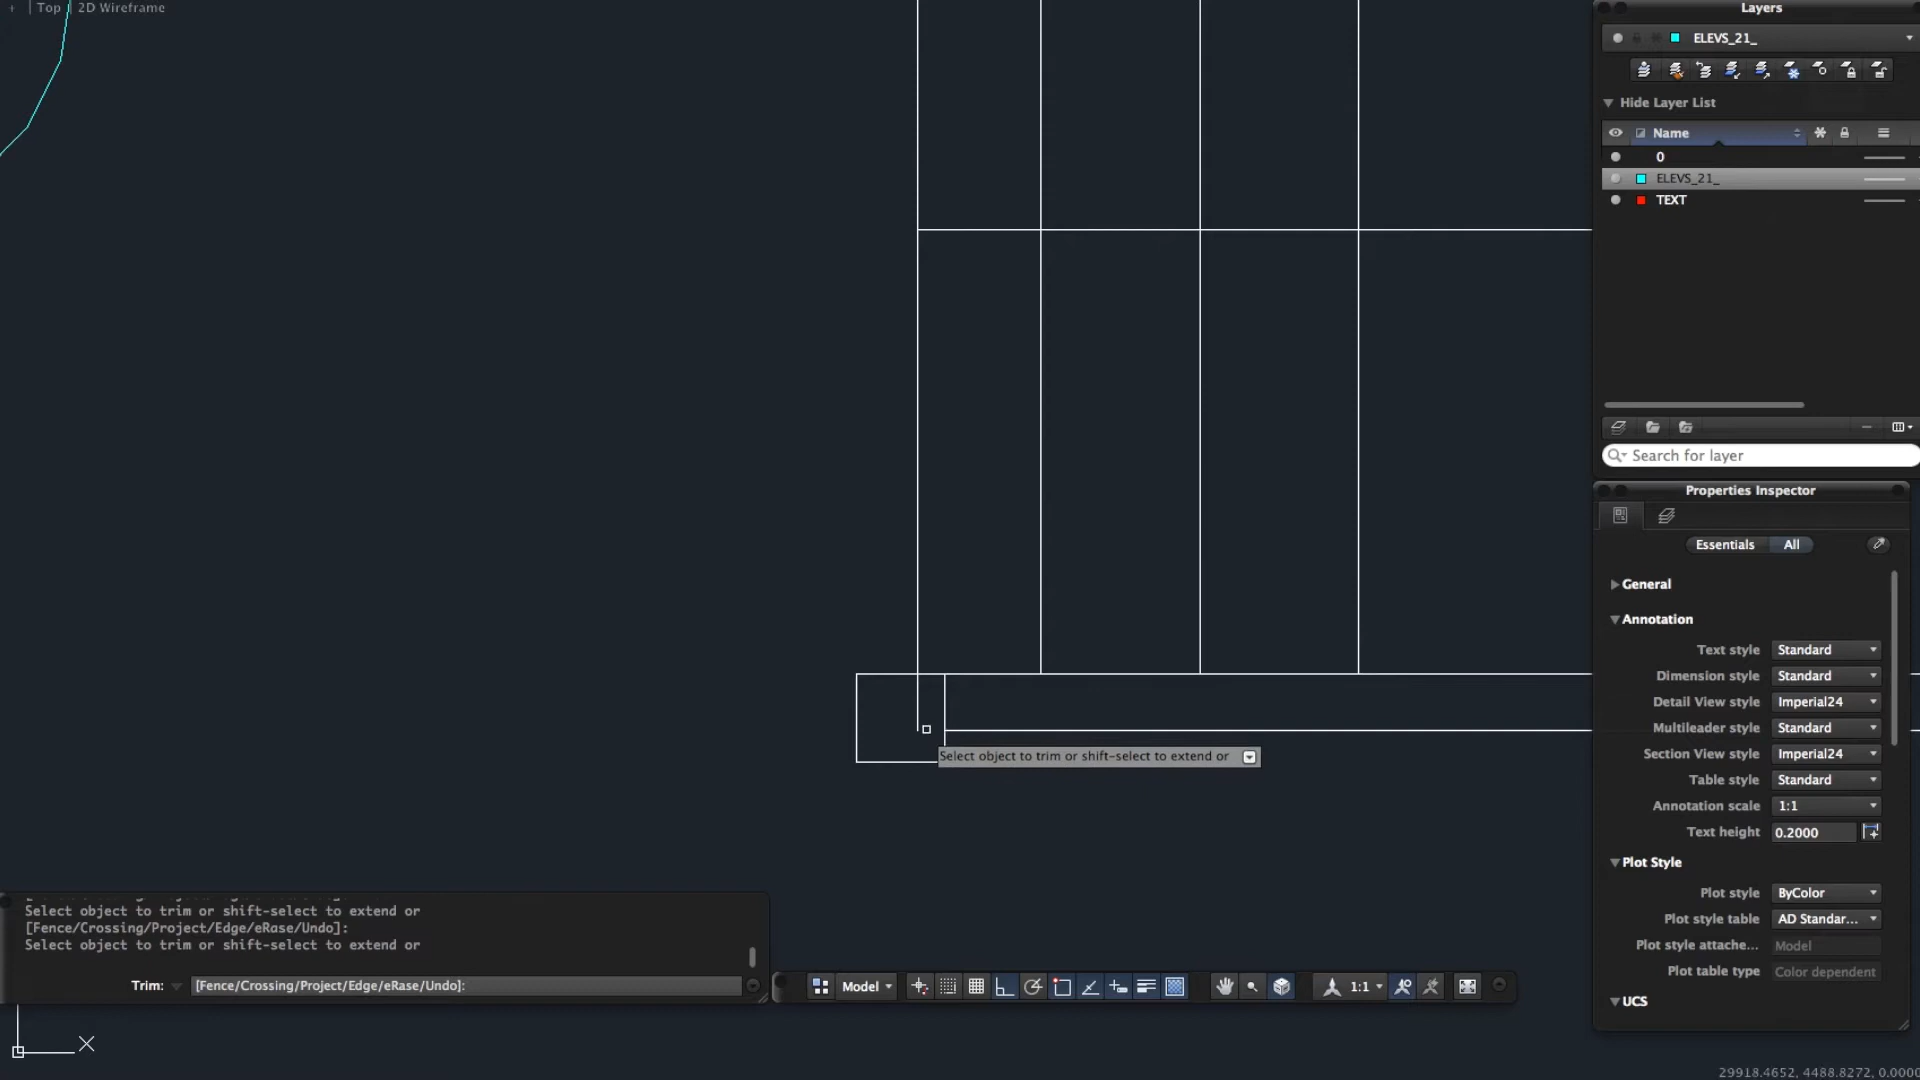 + | Top | 2D Wireframe
Layers
ELEVS_21_
Hide Layer List
Name
0
ELEVS_21_
TEXT
Search for layer
Properties Inspector
Essentials All
General
Annotation
Text style Standard
Dimension style Standard
Detail View style Imperial24
Multileader style Standard
Section View style Imperial24
Table style Standard
Annotation scale 1:1
Text height 0.2000
Plot Style
Plot style ByColor
Plot style table AD Standar...
Plot style attache... Model
Plot table type Color dependent
UCS
Select object to trim or shift-select to extend or
Select object to trim or shift-select to extend or
[Fence/Crossing/Project/Edge/eRase/Undo]:
Select object to trim or shift-select to extend or
Trim: [Fence/Crossing/Project/Edge/eRase/Undo]:
Model 1:1
X
29918.4652, 4488.8272, 0.0000